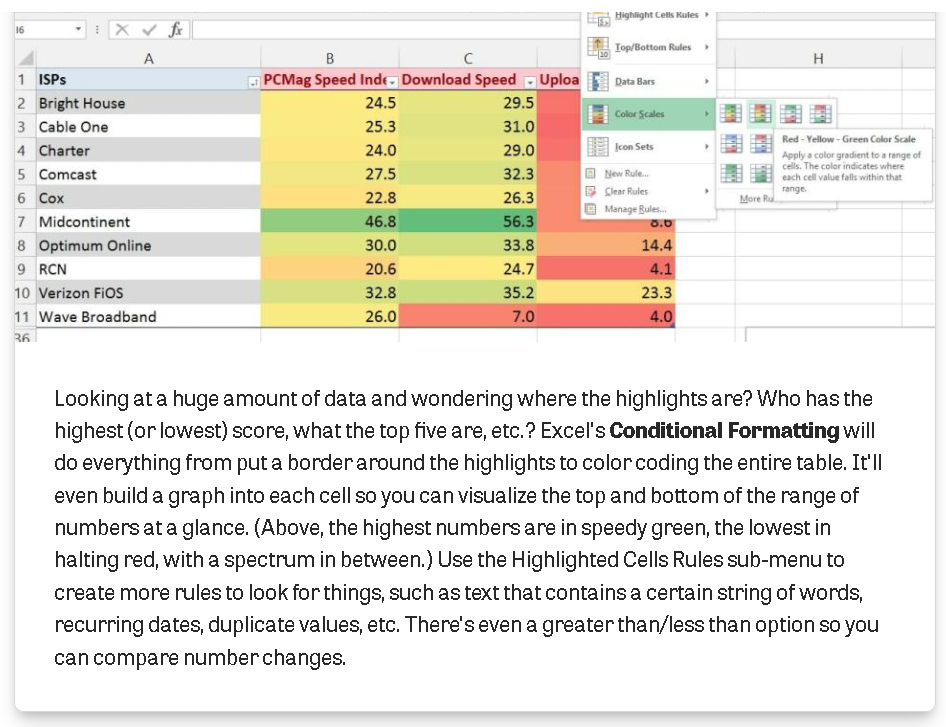 I6 fx
Highlight Cells Rules
Top/Bottom Rules
Data Bars
Color Scales
Icon Sets
New Rule...
Clear Rules
Manage Rules...
Red - Yellow - Green Color Scale
Apply a color gradient to a range of
cells. The color indicates where
each cell value falls within that
range.
More Ru
A B C H
1 ISPs PCMag Speed Inde Download Speed Uploa
2 Bright House 24.5 29.5
3 Cable One 25.3 31.0
4 Charter 24.0 29.0
5 Comcast 27.5 32.3
6 Cox 22.8 26.3
7 Midcontinent 46.8 56.3 8.6
8 Optimum Online 30.0 33.8 14.4
9 RCN 20.6 24.7 4.1
10 Verizon FiOS 32.8 35.2 23.3
11 Wave Broadband 26.0 7.0 4.0
36
Looking at a huge amount of data and wondering where the highlights are? Who has the
highest (or lowest) score, what the top five are, etc.? Excel's Conditional Formatting will
do everything from put a border around the highlights to color coding the entire table. It'll
even build a graph into each cell so you can visualize the top and bottom of the range of
numbers at a glance. (Above, the highest numbers are in speedy green, the lowest in
halting red, with a spectrum in between.) Use the Highlighted Cells Rules sub-menu to
create more rules to look for things, such as text that contains a certain string of words,
recurring dates, duplicate values, etc. There's even a greater than/less than option so you
can compare number changes.